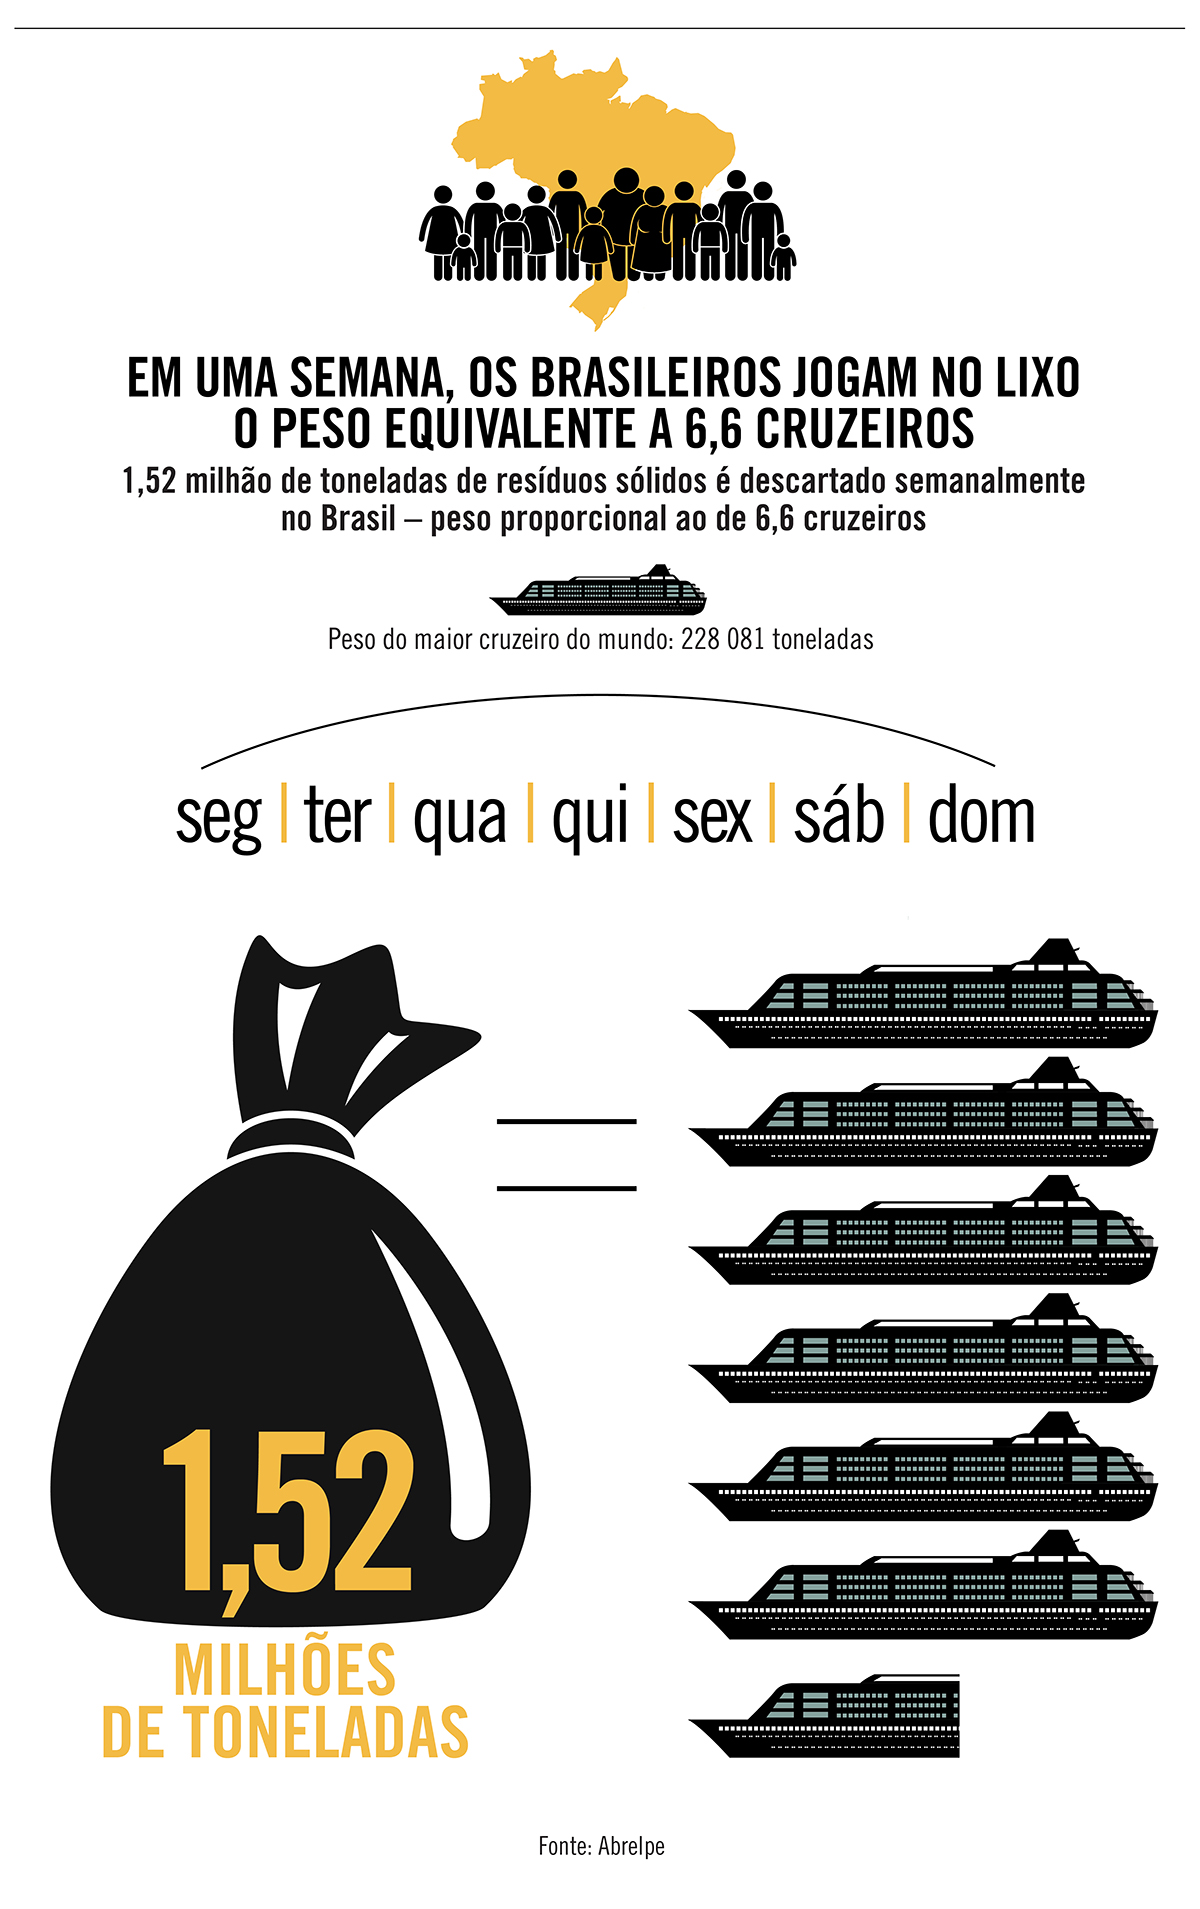 EM UMA SEMANA, OS BRASILEIROS JOGAM NO LIXO
O PESO EQUIVALENTE A 6,6 CRUZEIROS
1,52 milhão de toneladas de resíduos sólidos é descartado semanalmente
no Brasil – peso proporcional ao de 6,6 cruzeiros
Peso do maior cruzeiro do mundo: 228 081 toneladas
seg | ter | qua | qui | sex | sáb | dom
1,52
MILHÕES
DE TONELADAS
Fonte: Abrelpe